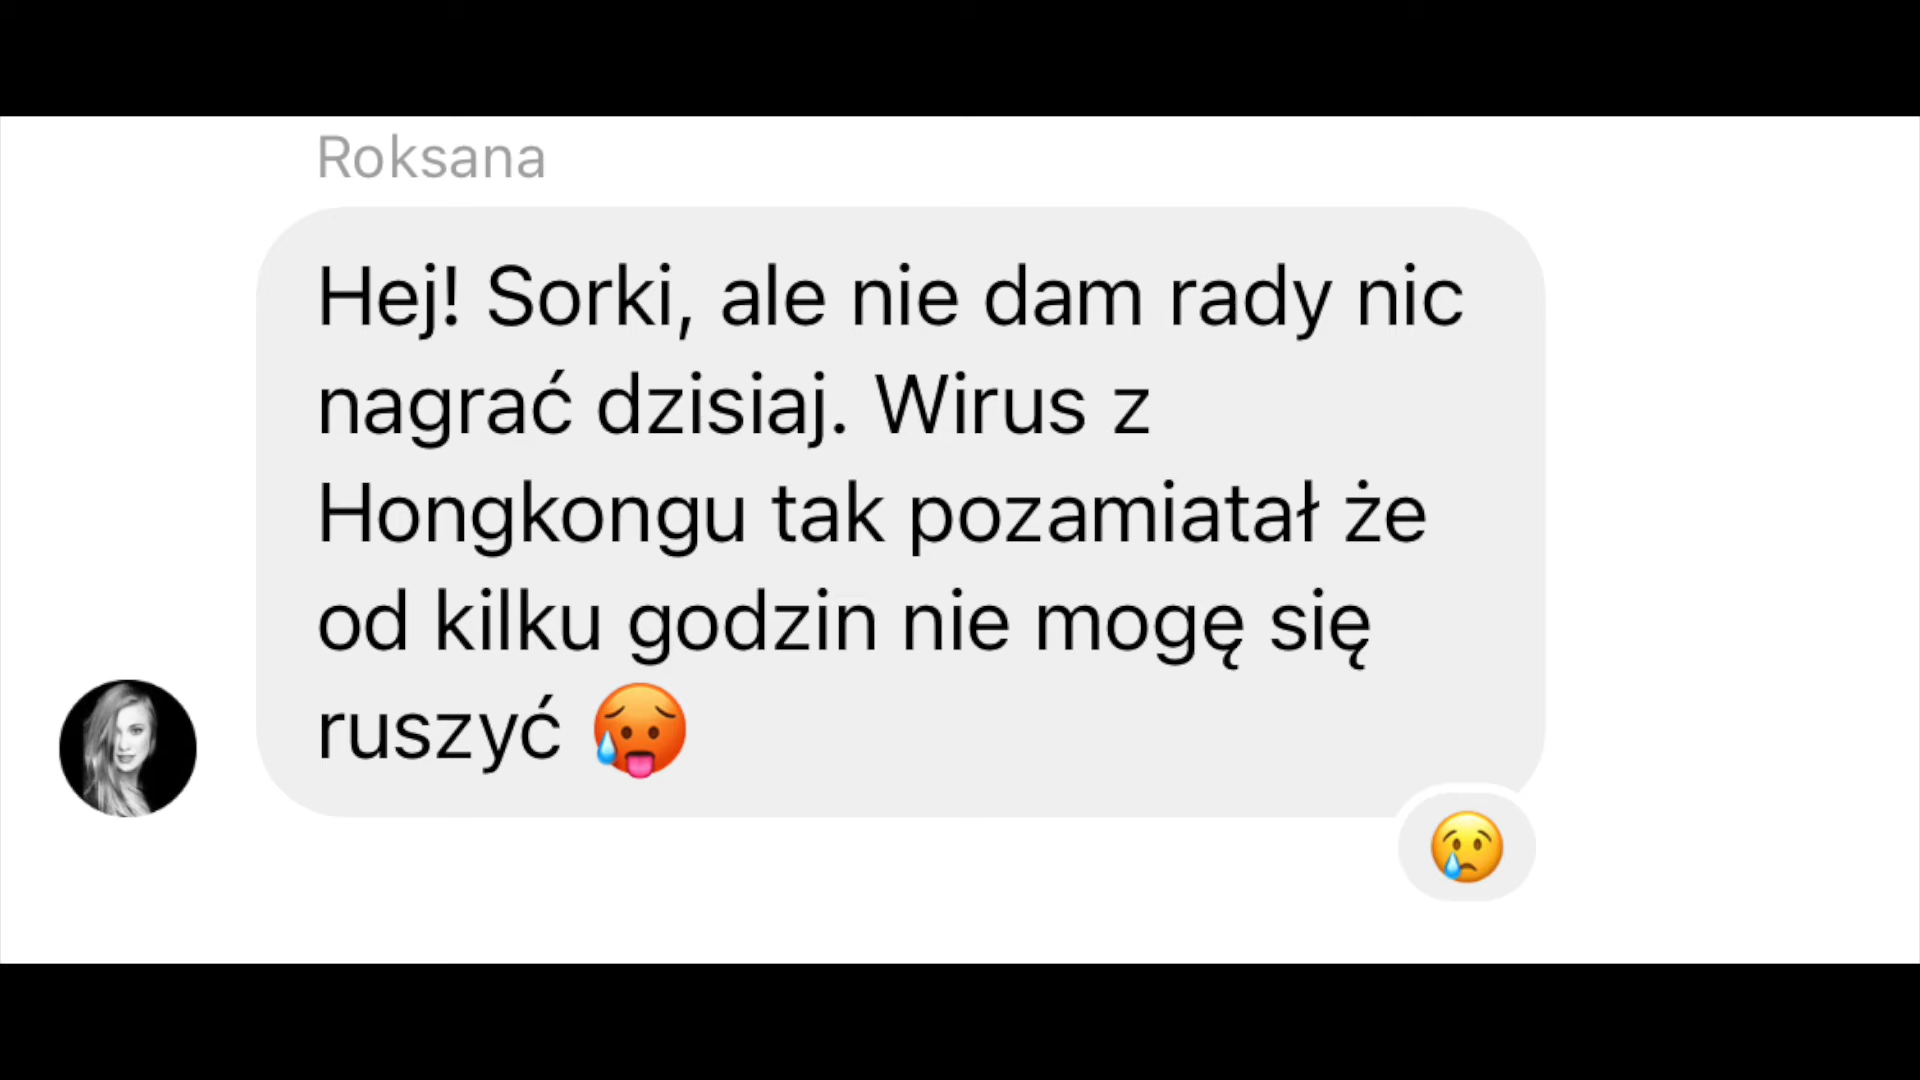 Roksana
Hej! Sorki, ale nie dam rady nic
nagrać dzisiaj. Wirus z
Hongkongu tak pozamiatał że
od kilku godzin nie mogę się
ruszyć 🥵
😢